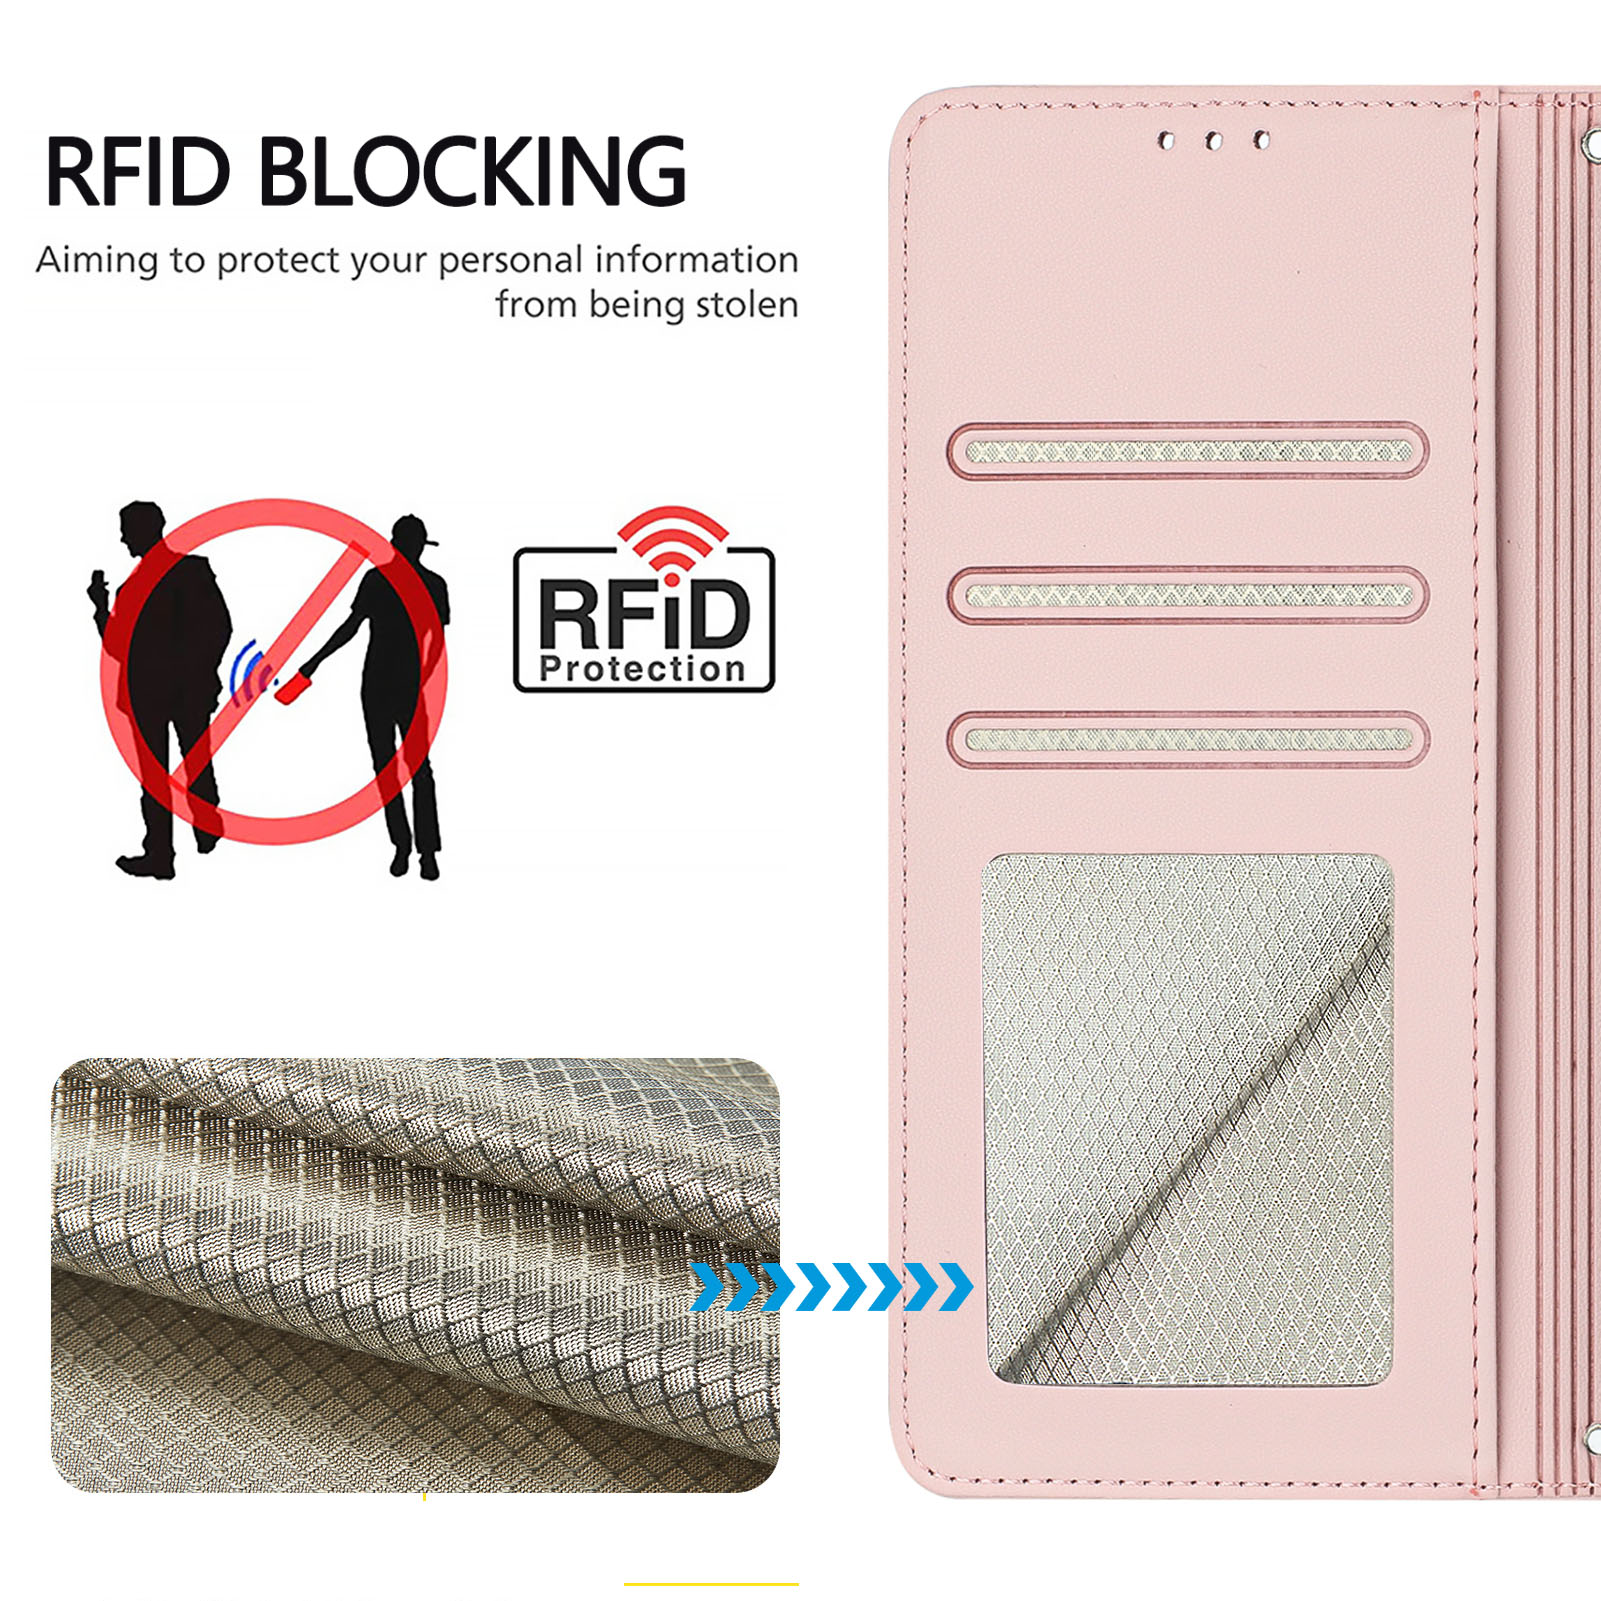 RFID BLOCKING
Aiming to protect your personal information
from being stolen
RFiD
Protection